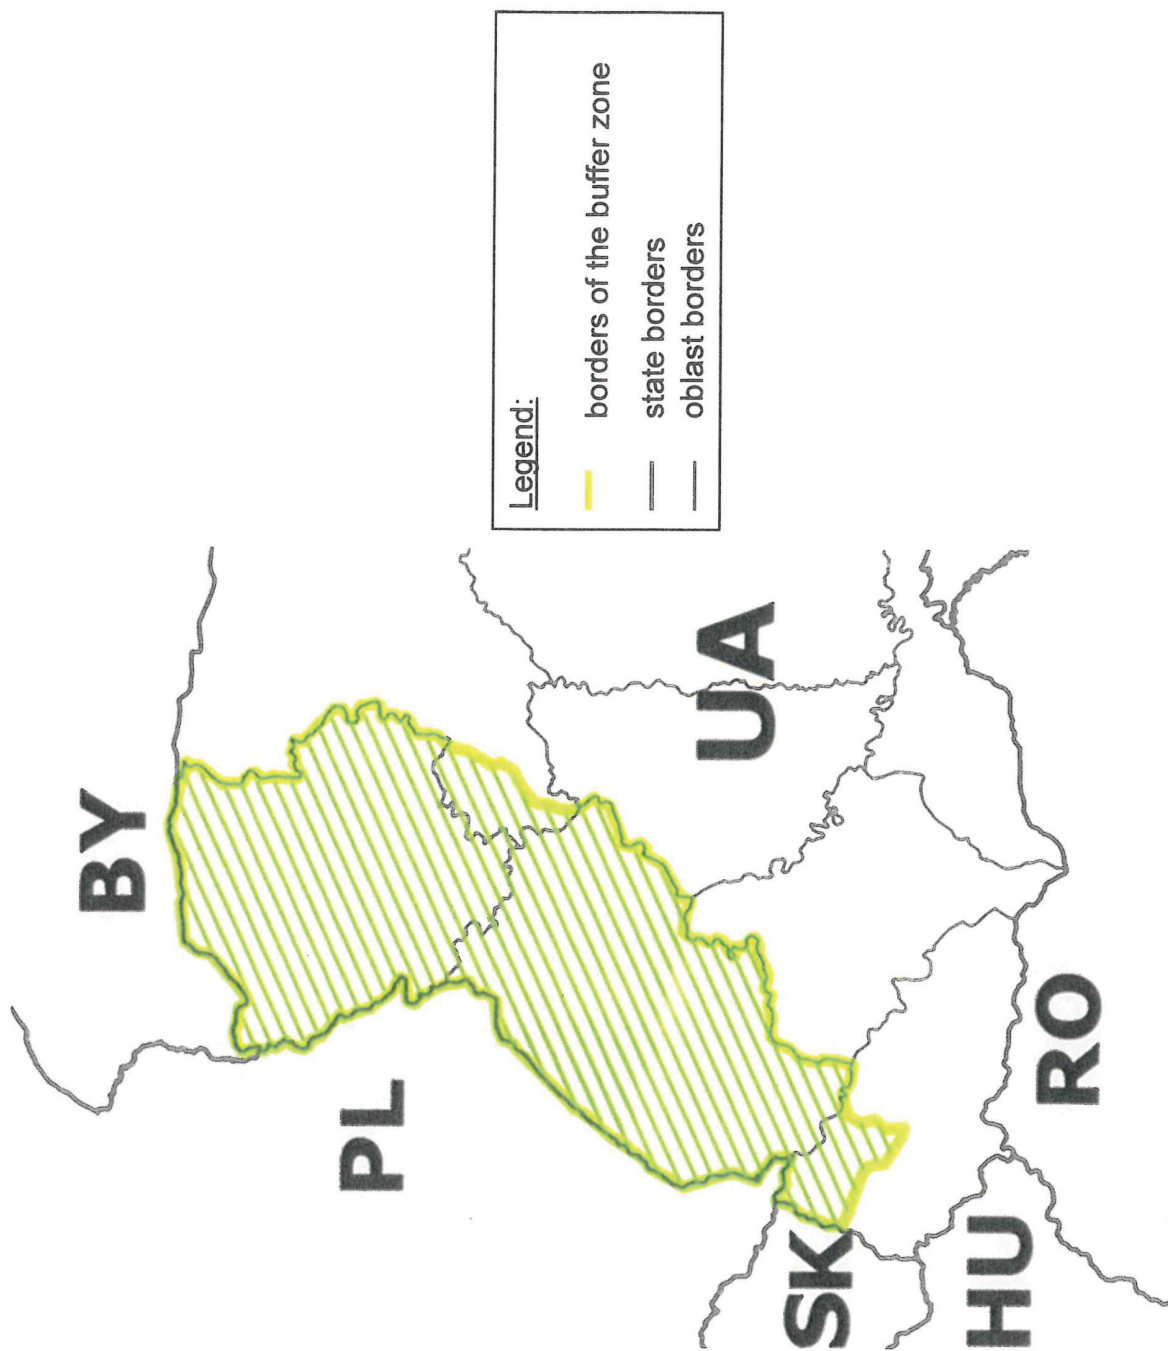 BY
PL
UA
SK
HU
RO
Legend:
borders of the buffer zone
state borders
oblast borders